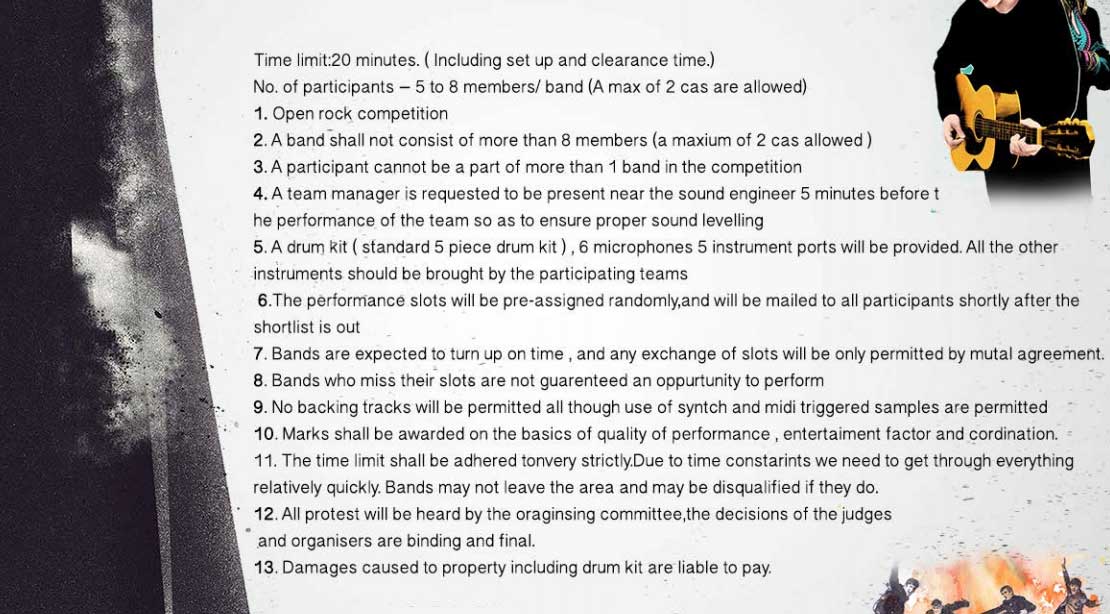 Time limit:20 minutes. ( Including set up and clearance time.)
No. of participants – 5 to 8 members/ band (A max of 2 cas are allowed)
1. Open rock competition
2. A band shall not consist of more than 8 members (a maxium of 2 cas allowed )
3. A participant cannot be a part of more than 1 band in the competition
4. A team manager is requested to be present near the sound engineer 5 minutes before t
he performance of the team so as to ensure proper sound levelling
5. A drum kit ( standard 5 piece drum kit ) , 6 microphones 5 instrument ports will be provided. All the other
instruments should be brought by the participating teams
6.The performance slots will be pre-assigned randomly,and will be mailed to all participants shortly after the
shortlist is out
7. Bands are expected to turn up on time , and any exchange of slots will be only permitted by mutal agreement.
8. Bands who miss their slots are not guarenteed an oppurtunity to perform
9. No backing tracks will be permitted all though use of syntch and midi triggered samples are permitted
10. Marks shall be awarded on the basics of quality of performance , entertaiment factor and cordination.
11. The time limit shall be adhered tonvery strictly.Due to time constarints we need to get through everything
relatively quickly. Bands may not leave the area and may be disqualified if they do.
12. All protest will be heard by the oraginsing committee,the decisions of the judges
and organisers are binding and final.
13. Damages caused to property including drum kit are liable to pay.